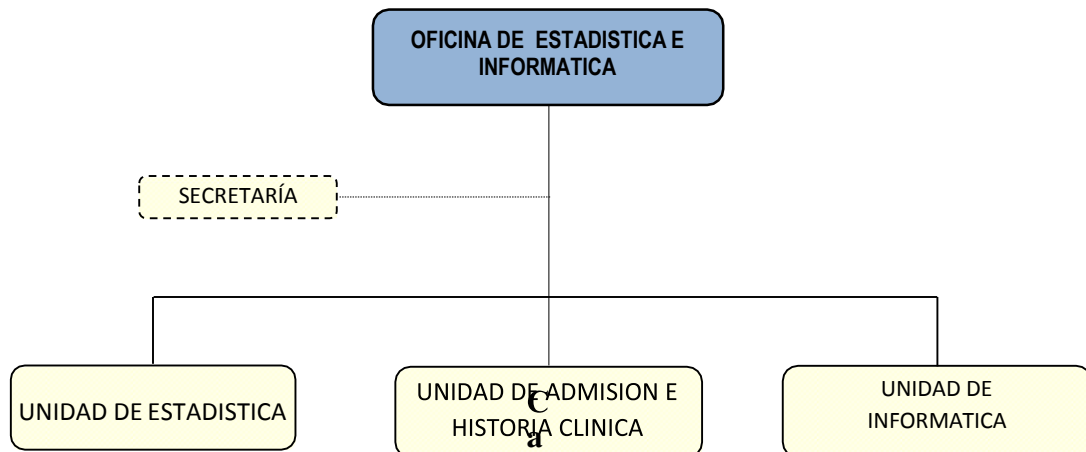 OFICINA DE ESTADISTICA E
INFORMATICA
SECRETARÍA
UNIDAD DE ESTADISTICA
UNIDAD DE ADMISION E
HISTORIA CLINICA
C
a
UNIDAD DE
INFORMATICA